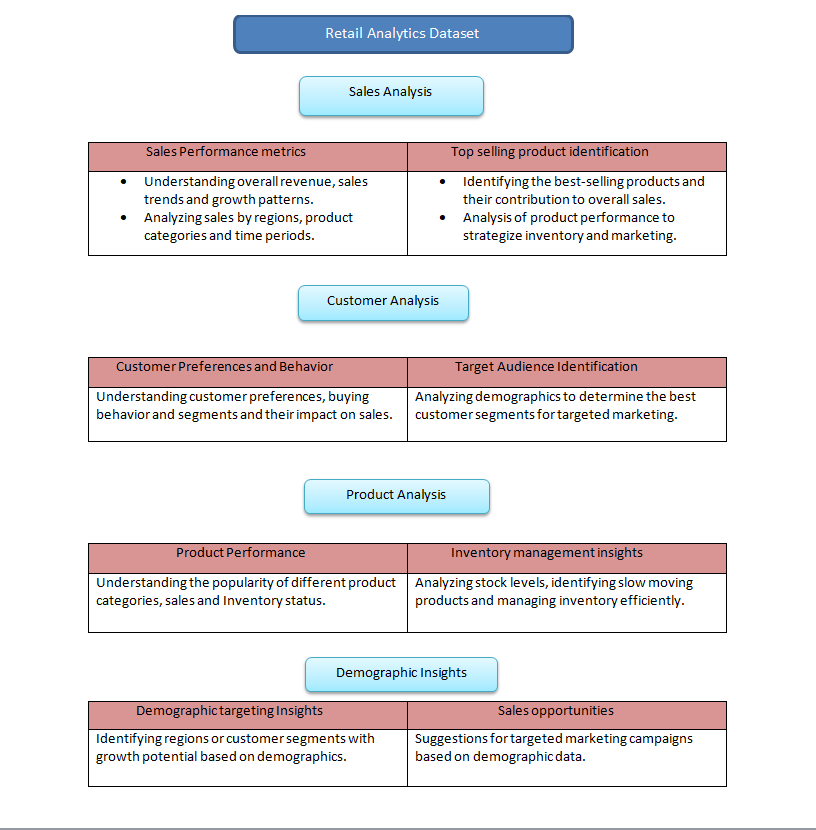 Retail Analytics Dataset
Sales Analysis
Sales Performance metrics
Understanding overall revenue, sales
trends and growth patterns.
Analyzing sales by regions, product
categories and time periods.
Top selling product identification
Identifying the best-selling products and
their contribution to overall sales.
Analysis of product performance to
strategize inventory and marketing.
Customer Analysis
Customer Preferences and Behavior
Understanding customer preferences, buying
behavior and segments and their impact on sales.
Target Audience Identification
Analyzing demographics to determine the best
customer segments for targeted marketing.
Product Analysis
Product Performance
Understanding the popularity of different product
categories, sales and Inventory status.
Inventory management insights
Analyzing stock levels, identifying slow moving
products and managing inventory efficiently.
Demographic Insights
Demographic targeting Insights
Identifying regions or customer segments with
growth potential based on demographics.
Sales opportunities
Suggestions for targeted marketing campaigns
based on demographic data.